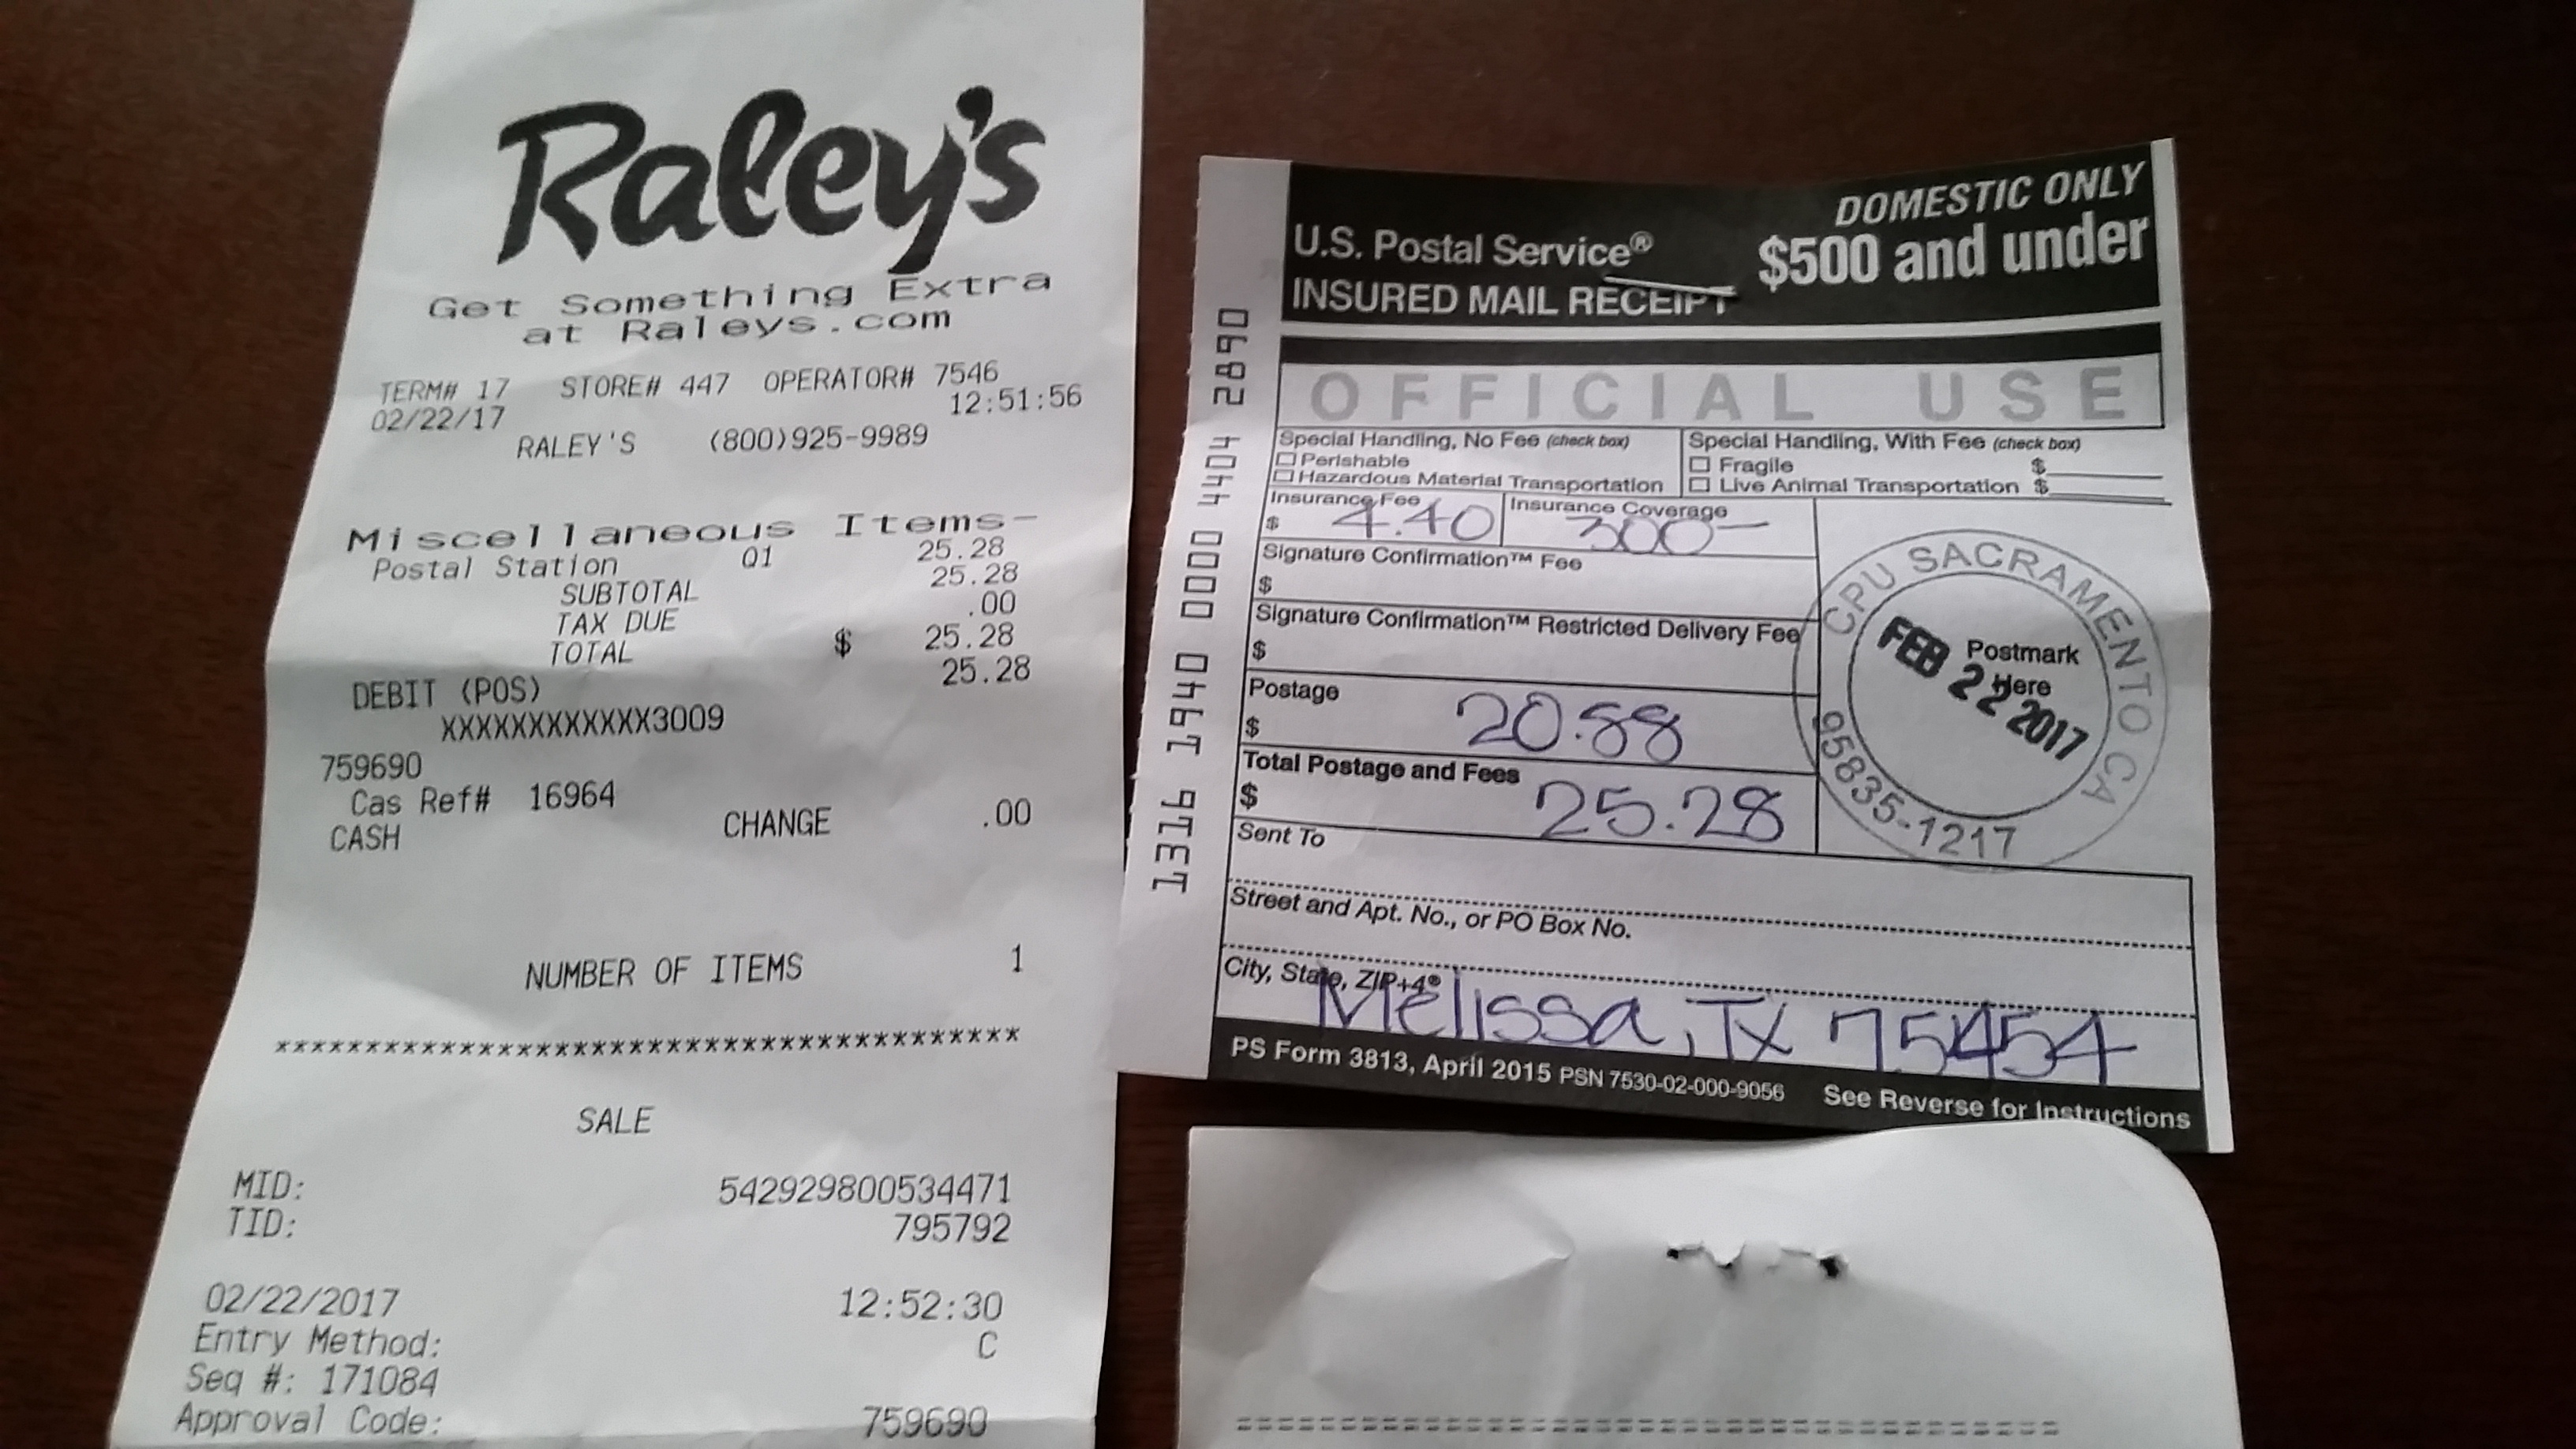 Raley's
Get Something Extra
at Raleys.com
TERM# 17 STORE# 447 OPERATOR# 7546
02/22/17 12:51:56
RALEY'S (800)925-9989
Miscellaneous Items-
Postal Station Q1 25.28
SUBTOTAL 25.28
TAX DUE .00
TOTAL $ 25.28
DEBIT (POS) 25.28
XXXXXXXXXXXX3009
759690
Cas Ref# 16964
CASH CHANGE .00
NUMBER OF ITEMS 1
****************************************
SALE
MID: 542929800534471
TID: 795792
02/22/2017 12:52:30
Entry Method: C
Seq #: 171084
Approval Code: 759690
1316 1940 0000 4404 2890
U.S. Postal Service®
INSURED MAIL RECEIPT
DOMESTIC ONLY
$500 and under
OFFICIAL USE
Special Handling, No Fee (check box)
Perishable
Hazardous Material Transportation
Special Handling, With Fee (check box)
Fragile $
Live Animal Transportation $
Insurance Fee
$ 4.40
Insurance Coverage
300-
Signature Confirmation™ Fee
$
Signature Confirmation™ Restricted Delivery Fee
$
Postage
$ 20.88
Total Postage and Fees
$ 25.28
CPU SACRAMENTO CA
Postmark
Here
FEB 22 2017
95835-1217
Sent To
Street and Apt. No., or PO Box No.
City, State, ZIP+4®
Melissa, TX 75454
PS Form 3813, April 2015 PSN 7530-02-000-9056 See Reverse for Instructions